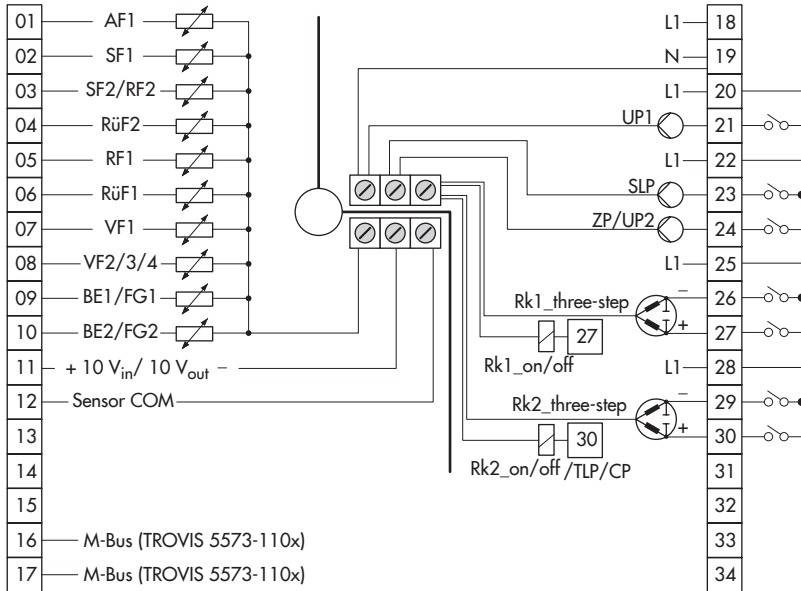 01 AF1
02 SF1
03 SF2/RF2
04 RüF2
05 RF1
06 RüF1
07 VF1
08 VF2/3/4
09 BE1/FG1
10 BE2/FG2
11 + 10 Vin/ 10 Vout −
12 Sensor COM
13
14
15
16 M-Bus (TROVIS 5573-110x)
17 M-Bus (TROVIS 5573-110x)
L1 18
N 19
L1 20
UP1 21
L1 22
SLP 23
ZP/UP2 24
L1 25
Rk1_three-step − 26
+ 27
27
Rk1_on/off
L1 28
Rk2_three-step − 29
+ 30
30
Rk2_on/off /TLP/CP
31
32
33
34